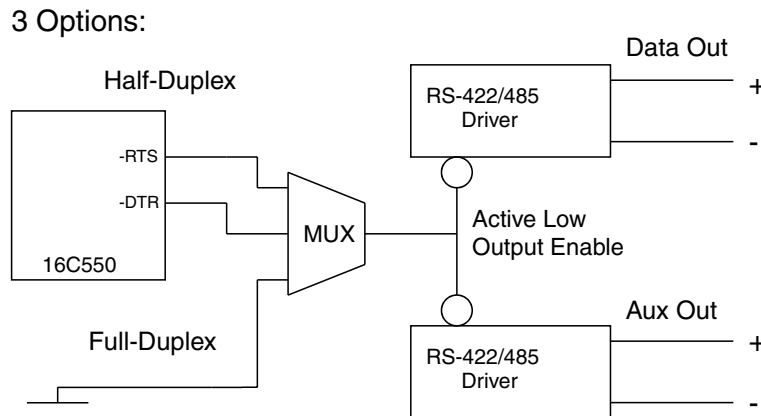 3 Options:
Half-Duplex
Data Out
RS-422/485
Driver
+
-
-RTS
-DTR
16C550
MUX
Active Low
Output Enable
Full-Duplex
Aux Out
RS-422/485
Driver
+
-